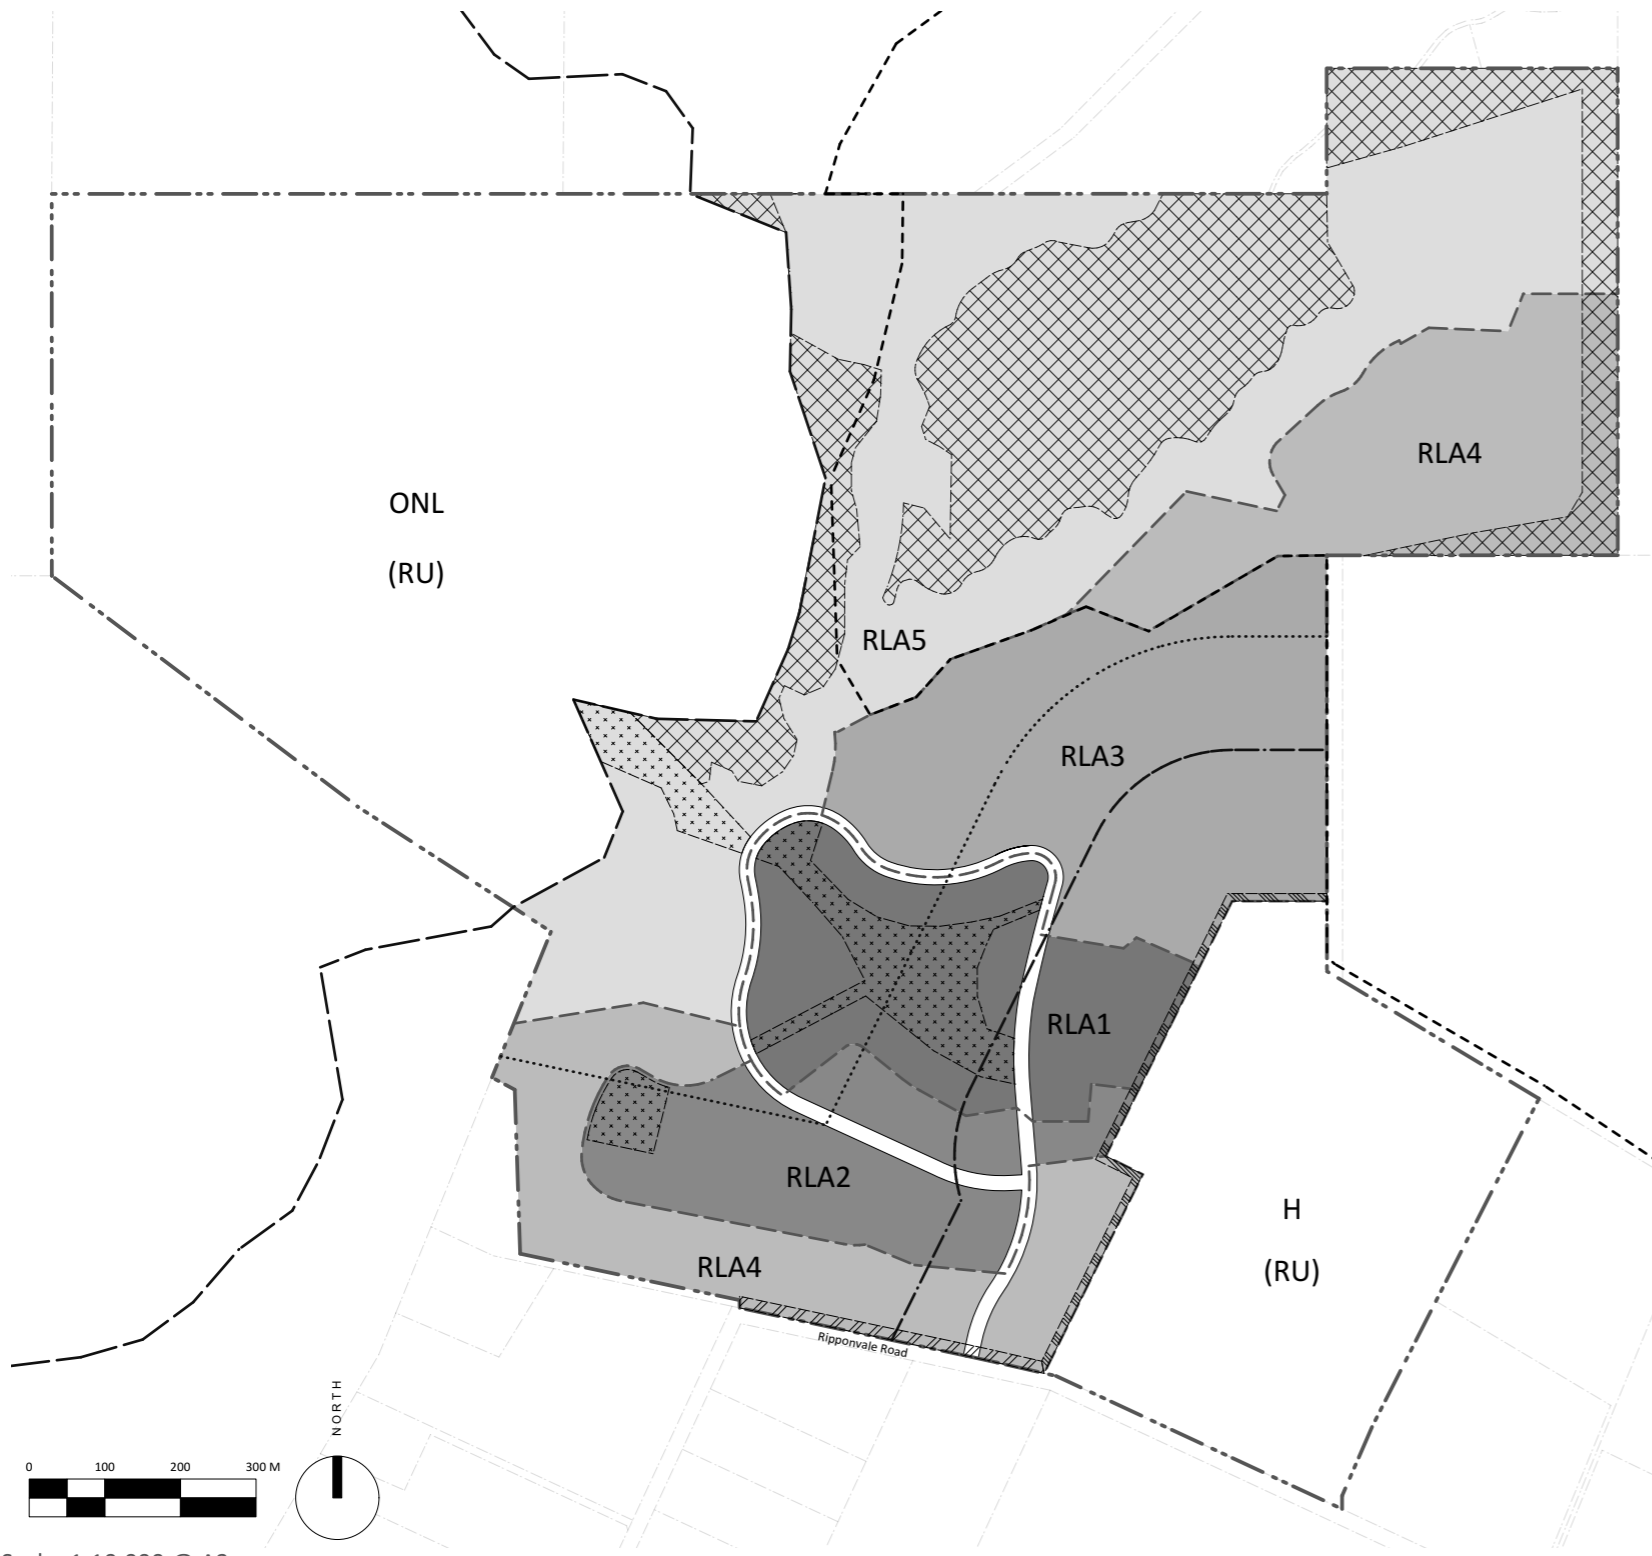 RLA4
ONL
(RU)
RLA5
RLA3
RLA1
RLA2
H
(RU)
RLA4
Ripponvale Road
NORTH
0 100 200 300 M